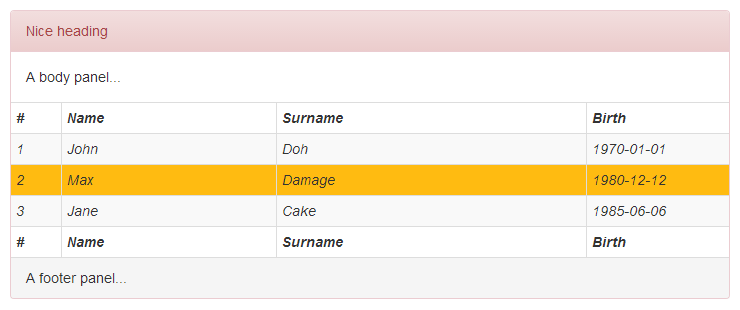 Nice heading
A body panel...
# Name Surname Birth
1 John Doh 1970-01-01
2 Max Damage 1980-12-12
3 Jane Cake 1985-06-06
# Name Surname Birth
A footer panel...